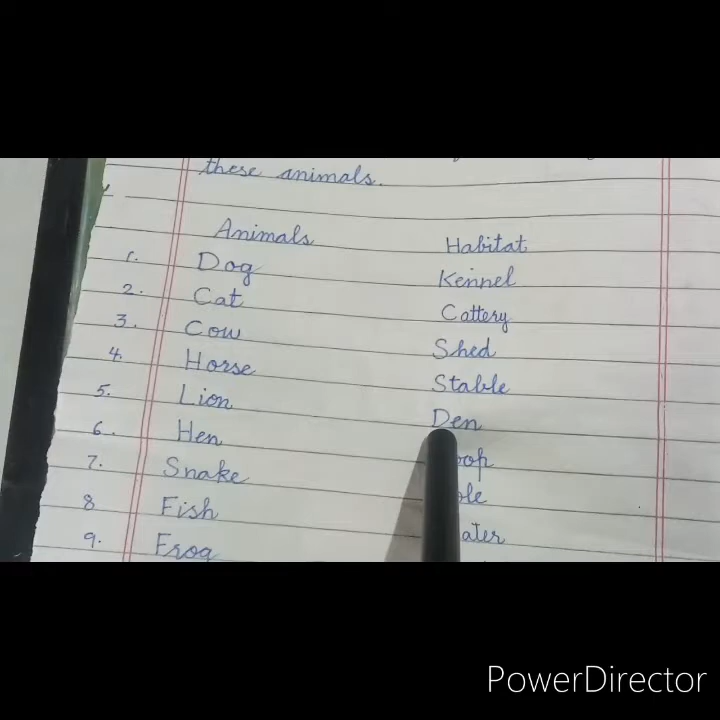 these animals.
Animals Habitat
1. Dog Kennel
2. Cat Cattery
3. Cow Shed
4. Horse Stable
5. Lion Den
6. Hen
7. Snake
8 Fish
9. Frog
PowerDirector